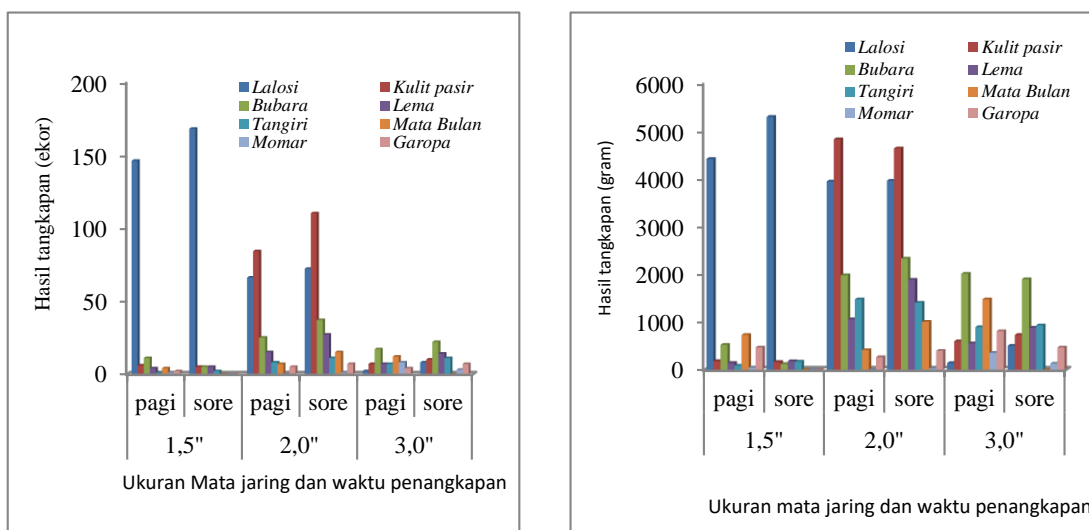 Lalosi Kulit pasir
Bubara Lema
Tangiri Mata Bulan
Momar Garopa
200
150
100
50
0
Hasil tangkapan (ekor)
pagi sore pagi sore pagi sore
1,5" 2,0" 3,0"
Ukuran Mata jaring dan waktu penangkapan
Lalosi Kulit pasir
Bubara Lema
Tangiri Mata Bulan
Momar Garopa
6000
5000
4000
3000
2000
1000
0
Hasil tangkapan (gram)
pagi sore pagi sore pagi sore
1,5" 2,0" 3,0"
Ukuran mata jaring dan waktu penangkapan